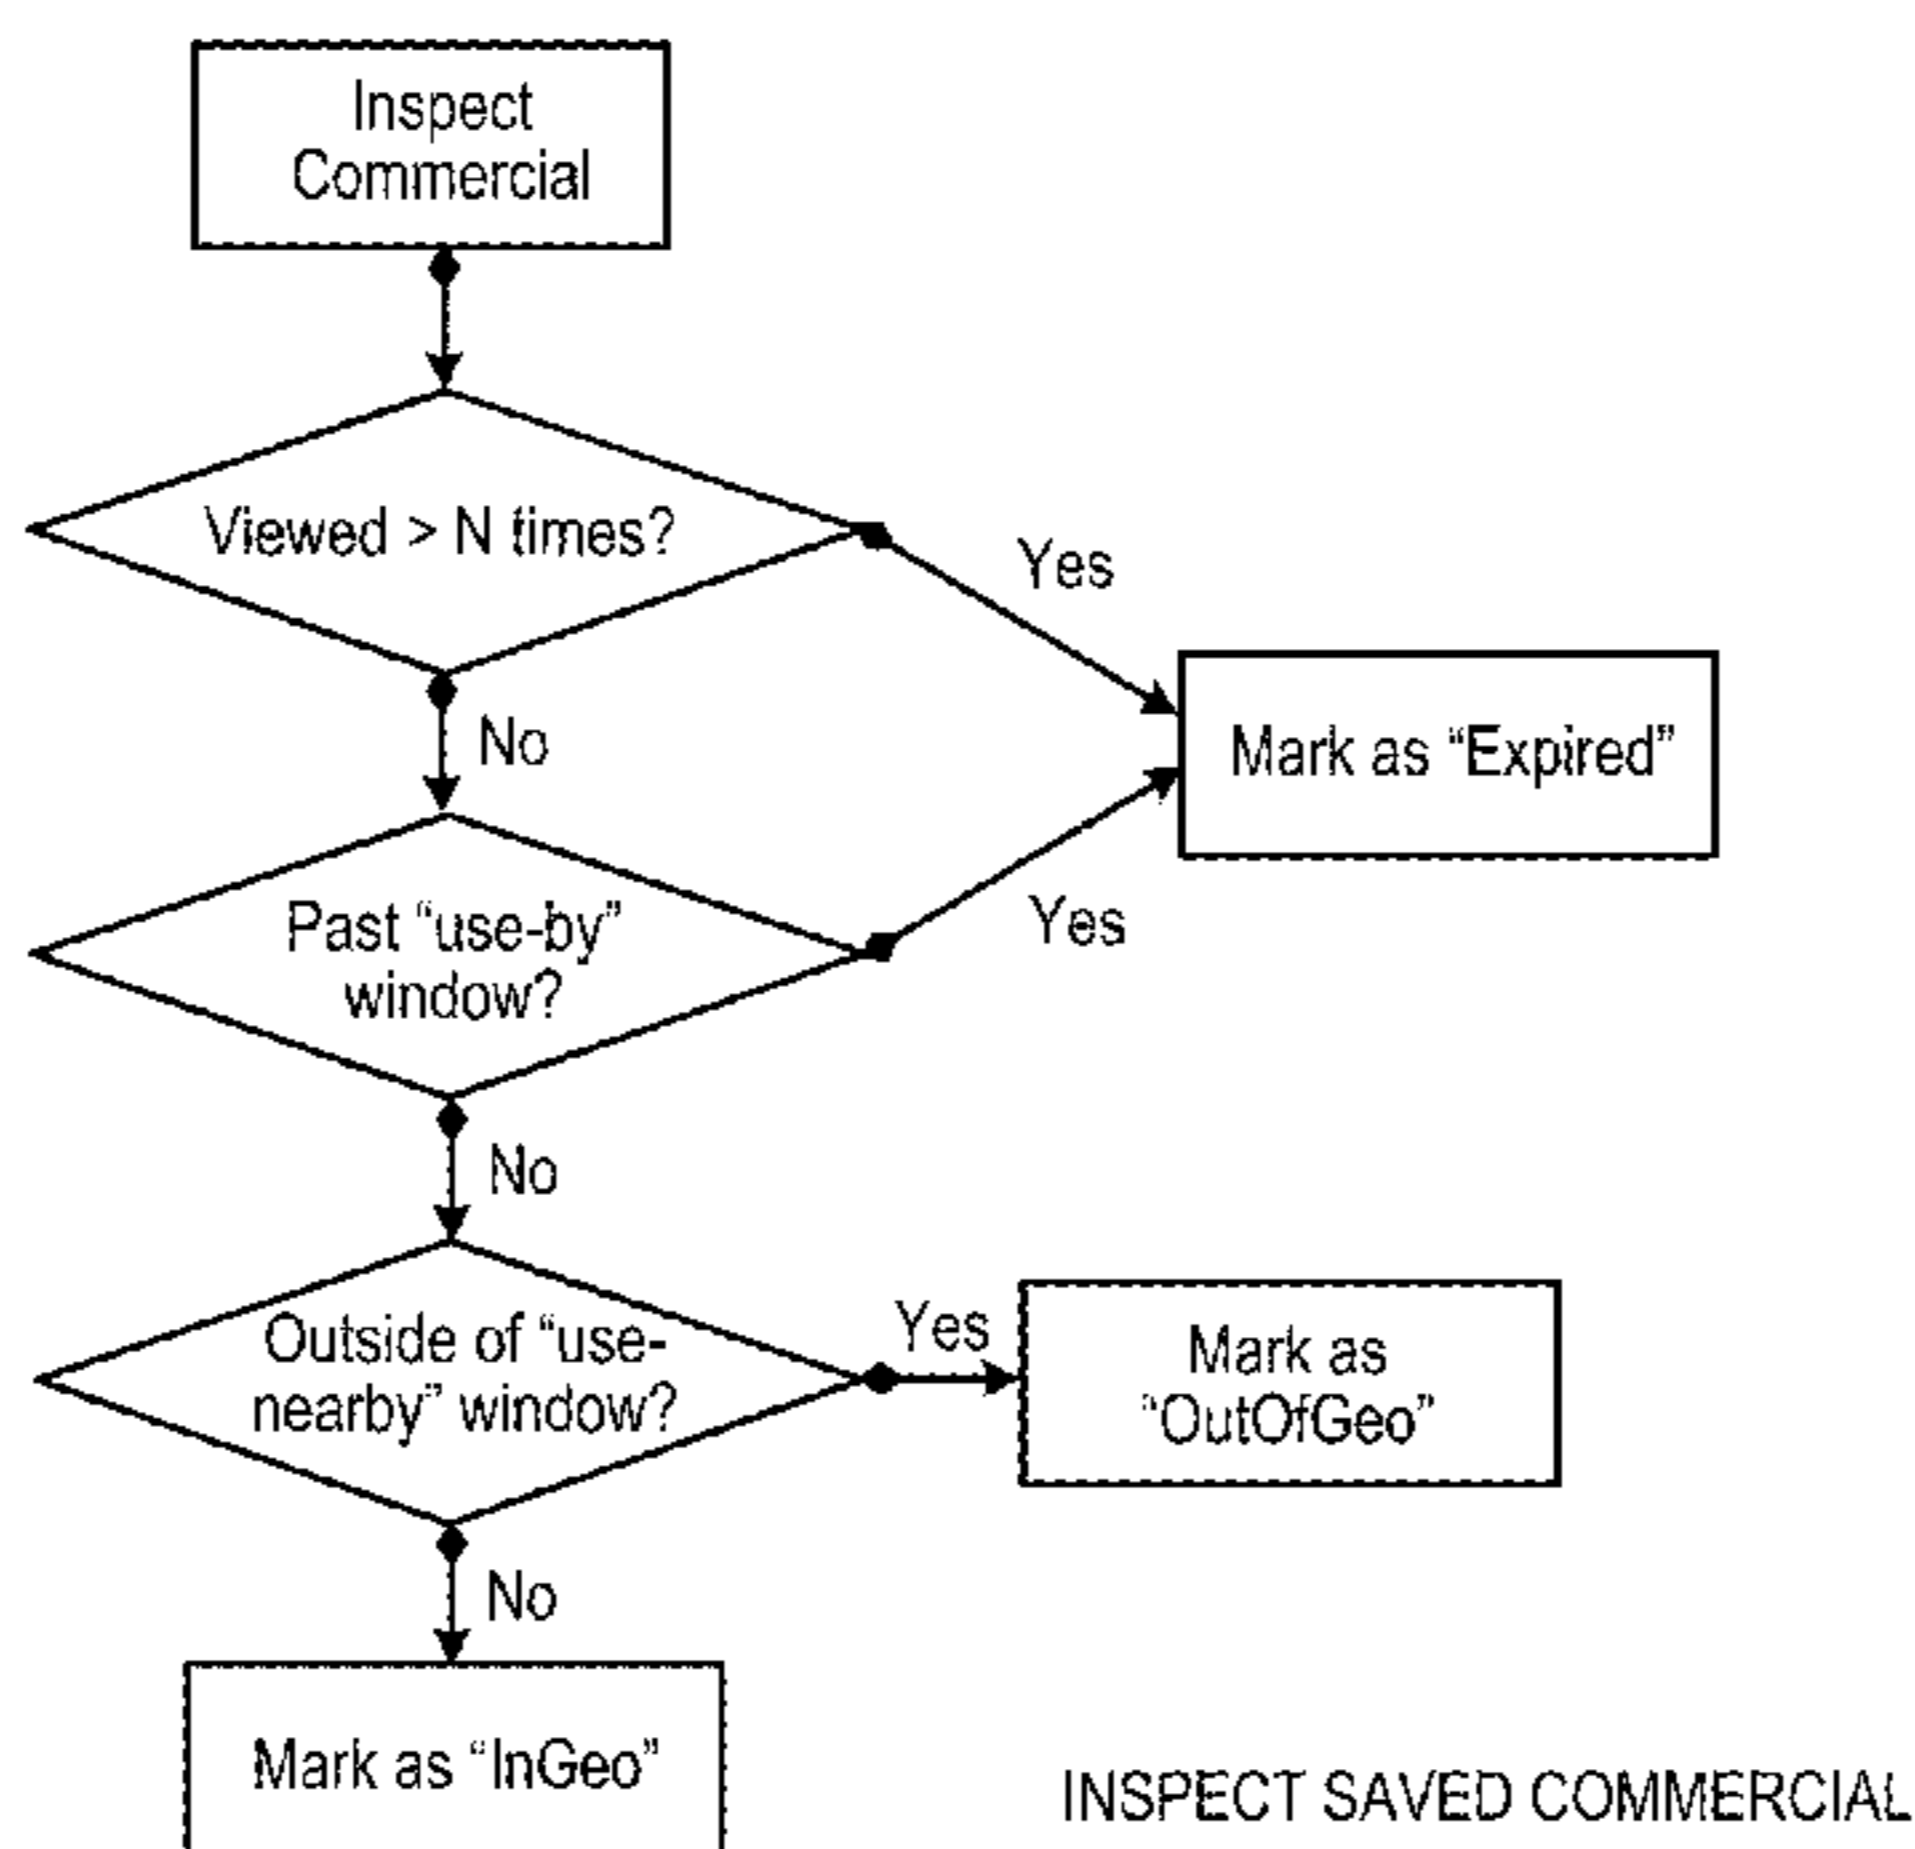 Inspect
Commercial
Viewed > N times?
Yes
No
Mark as “Expired”
Past “use-by”
window?
Yes
No
Outside of “use-
nearby” window?
Yes
Mark as
“OutOfGeo”
No
Mark as “InGeo”
INSPECT SAVED COMMERCIAL